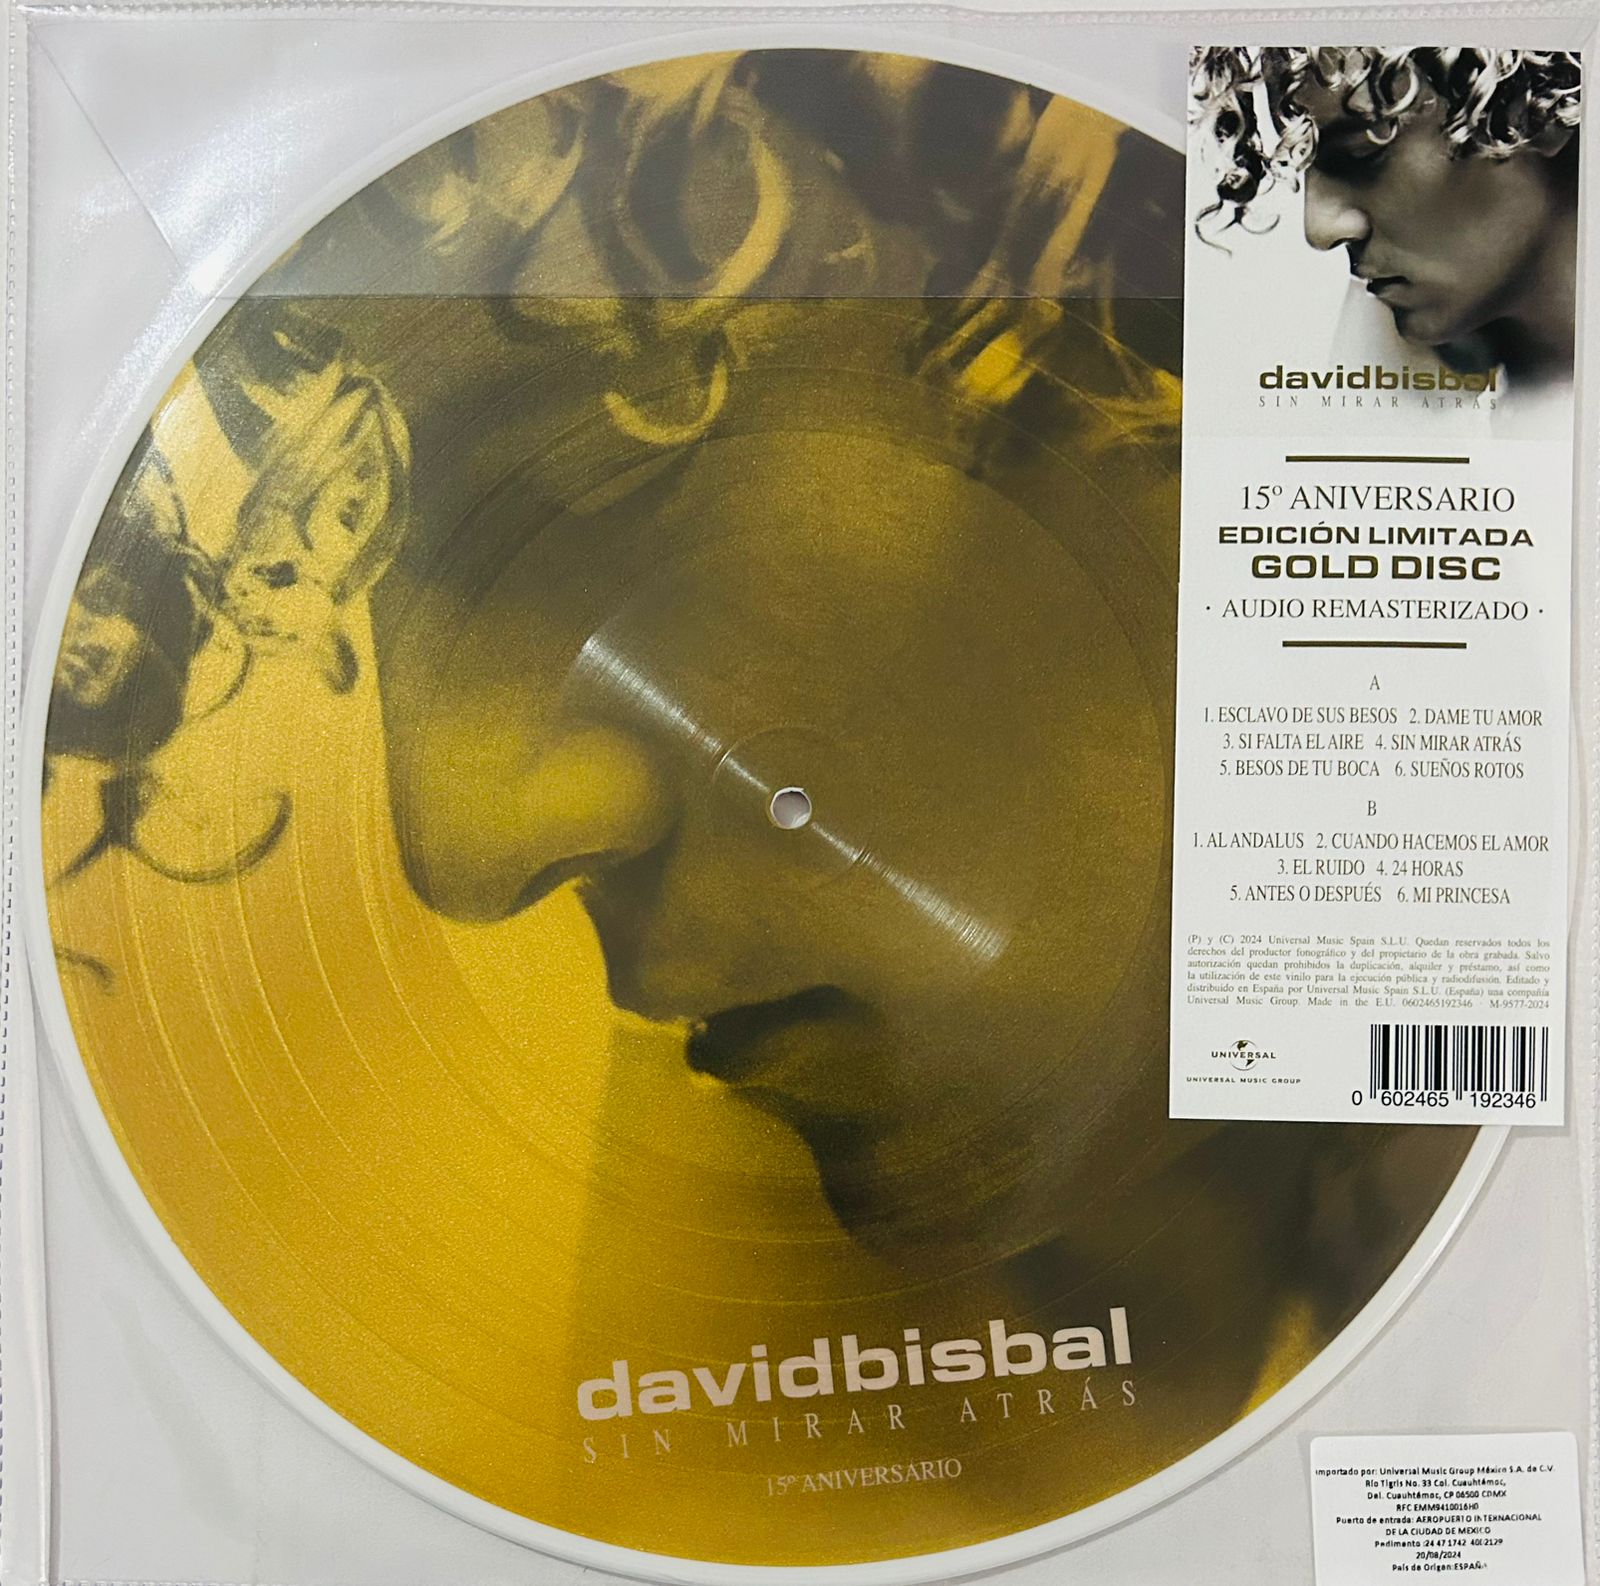 davidbisbal
SIN MIRAR ATRÁS
15º ANIVERSARIO
EDICIÓN LIMITADA
GOLD DISC
· AUDIO REMASTERIZADO ·
A
1. ESCLAVO DE SUS BESOS 2. DAME TU AMOR
3. SI FALTA EL AIRE 4. SIN MIRAR ATRÁS
5. BESOS DE TU BOCA 6. SUEÑOS ROTOS
B
1. AL ANDALUS 2. CUANDO HACEMOS EL AMOR
3. EL RUIDO 4. 24 HORAS
5. ANTES O DESPUÉS 6. MI PRINCESA
(P) y (C) 2024 Universal Music Spain S.L.U. Quedan reservados todos los
derechos del productor fonográfico y del propietario de la obra grabada. Salvo
autorización quedan prohibidos la duplicación, alquiler y préstamo, así como
la utilización de este vinilo para la ejecución pública y radiodifusión. Editado y
distribuido en España por Universal Music Spain S.L.U. (España) una compañía
Universal Music Group. Made in the E.U. 0602465192346 · M-9577-2024
UNIVERSAL
UNIVERSAL MUSIC GROUP
0 602465 192346
davidbisbal
SIN MIRAR ATRÁS
15º ANIVERSARIO
Importado por: Universal Music Group México S.A. de C.V.
Río Tigris No. 33 Col. Cuauhtémoc,
Del. Cuauhtémoc, CP 06500 CDMX
RFC EMM9410016H0
Puerto de entrada: AEROPUERTO INTERNACIONAL
DE LA CIUDAD DE MEXICO
Pedimento :24 47 1742
20/08/2024
País de Origen:ESPAÑA